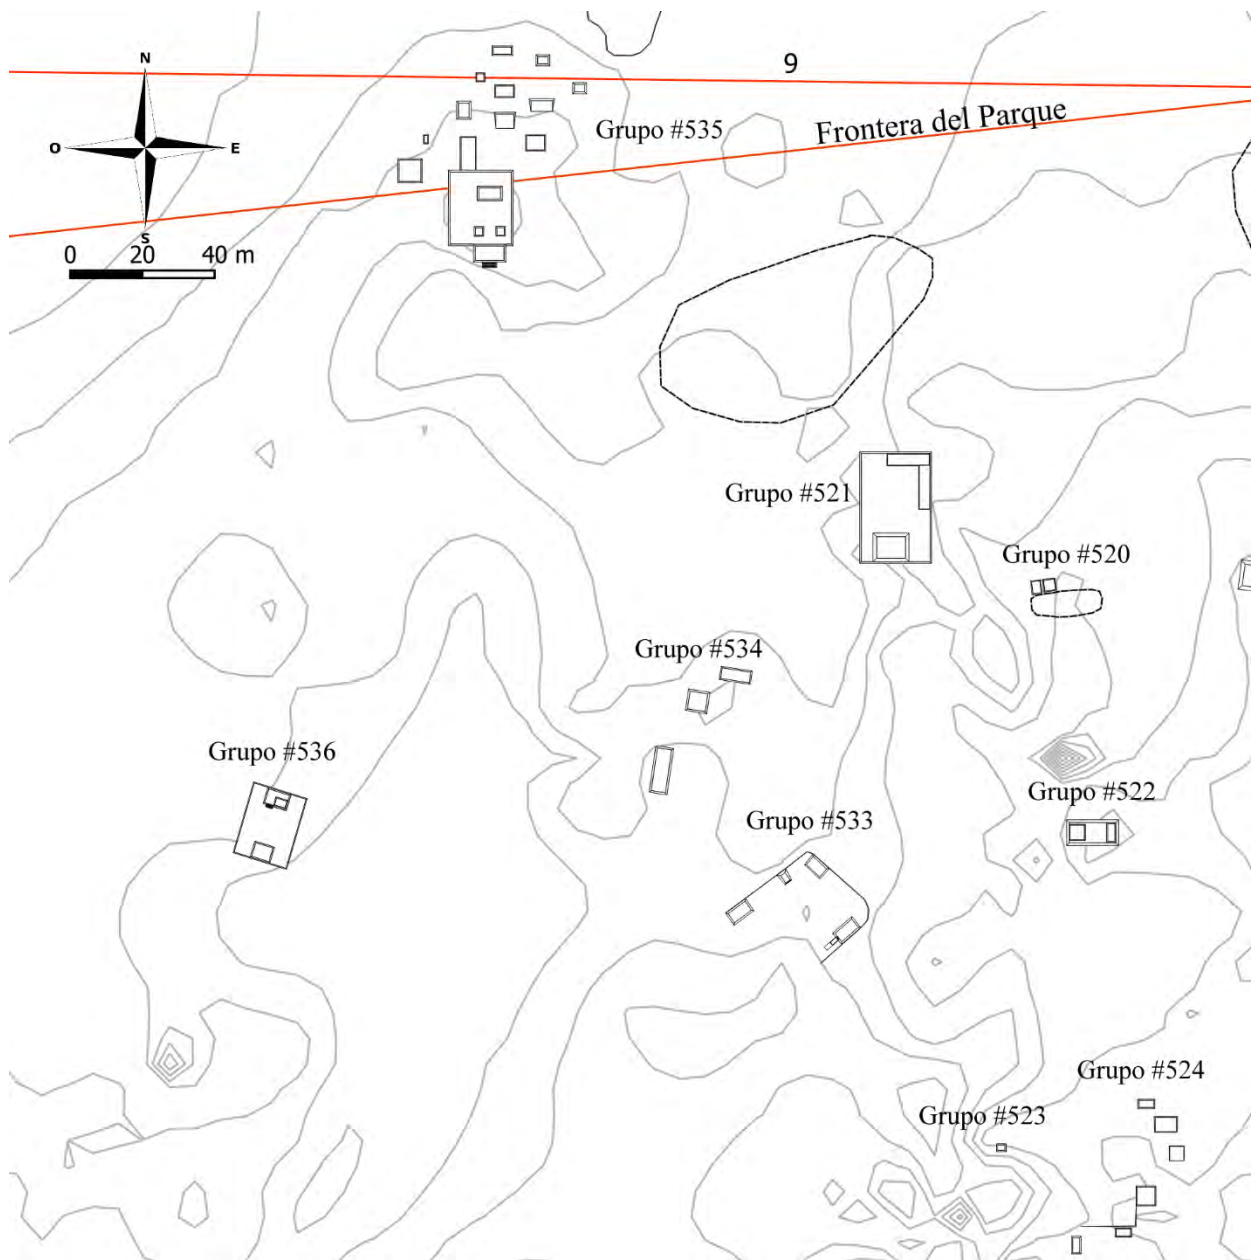 N
9
Frontera del Parque
Grupo #535
O
E
S
0 20 40 m
Grupo #521
Grupo #520
Grupo #534
Grupo #536
Grupo #522
Grupo #533
Grupo #524
Grupo #523